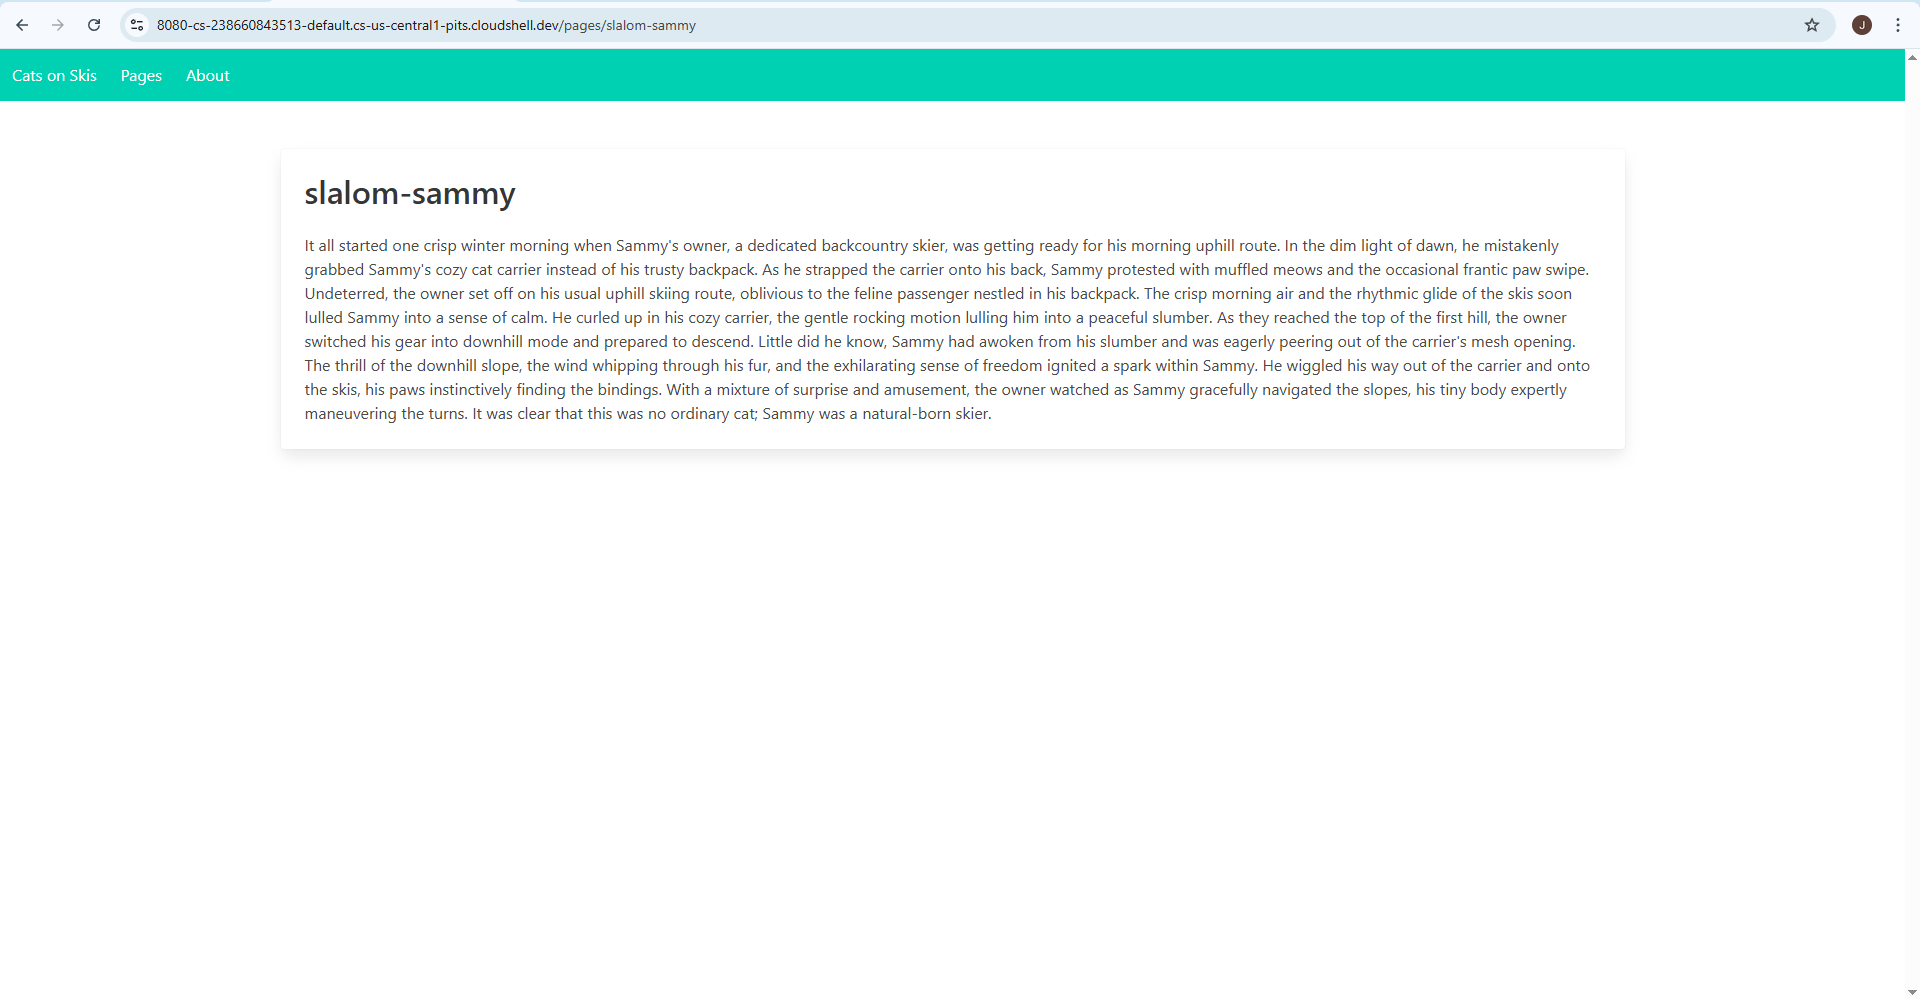 8080-cs-238660843513-default.cs-us-central1-pits.cloudshell.dev/pages/slalom-sammy
J
Cats on Skis Pages About
slalom-sammy
It all started one crisp winter morning when Sammy's owner, a dedicated backcountry skier, was getting ready for his morning uphill route. In the dim light of dawn, he mistakenly
grabbed Sammy's cozy cat carrier instead of his trusty backpack. As he strapped the carrier onto his back, Sammy protested with muffled meows and the occasional frantic paw swipe.
Undeterred, the owner set off on his usual uphill skiing route, oblivious to the feline passenger nestled in his backpack. The crisp morning air and the rhythmic glide of the skis soon
lulled Sammy into a sense of calm. He curled up in his cozy carrier, the gentle rocking motion lulling him into a peaceful slumber. As they reached the top of the first hill, the owner
switched his gear into downhill mode and prepared to descend. Little did he know, Sammy had awoken from his slumber and was eagerly peering out of the carrier's mesh opening.
The thrill of the downhill slope, the wind whipping through his fur, and the exhilarating sense of freedom ignited a spark within Sammy. He wiggled his way out of the carrier and onto
the skis, his paws instinctively finding the bindings. With a mixture of surprise and amusement, the owner watched as Sammy gracefully navigated the slopes, his tiny body expertly
maneuvering the turns. It was clear that this was no ordinary cat; Sammy was a natural-born skier.